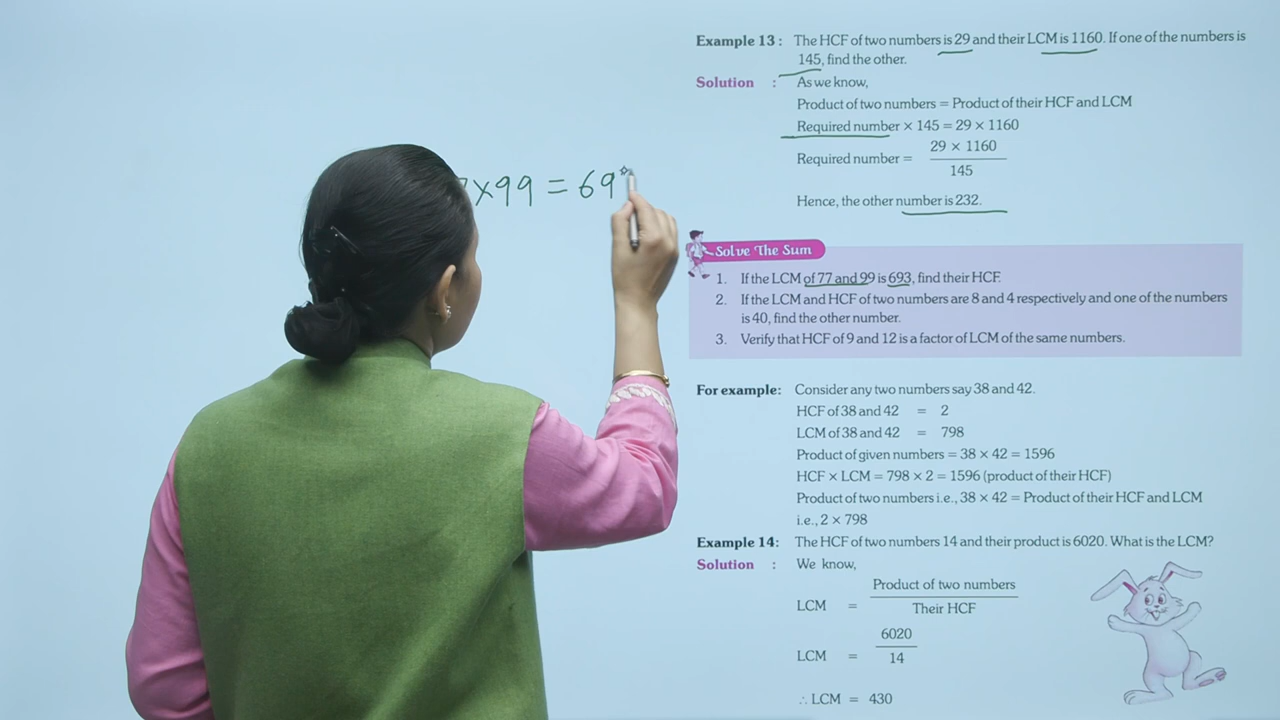 Example 13 : The HCF of two numbers is 29 and their LCM is 1160. If one of the numbers is
145, find the other.
Solution : As we know,
Product of two numbers = Product of their HCF and LCM
Required number × 145 = 29 × 1160
Required number = 29 × 1160
145
Hence, the other number is 232.
×99 = 69
Solve The Sum
1. If the LCM of 77 and 99 is 693, find their HCF.
2. If the LCM and HCF of two numbers are 8 and 4 respectively and one of the numbers
is 40, find the other number.
3. Verify that HCF of 9 and 12 is a factor of LCM of the same numbers.
For example: Consider any two numbers say 38 and 42.
HCF of 38 and 42 = 2
LCM of 38 and 42 = 798
Product of given numbers = 38 × 42 = 1596
HCF × LCM = 798 × 2 = 1596 (product of their HCF)
Product of two numbers i.e., 38 × 42 = Product of their HCF and LCM
i.e., 2 × 798
Example 14: The HCF of two numbers 14 and their product is 6020. What is the LCM?
Solution : We know,
LCM = Product of two numbers
Their HCF
LCM = 6020
14
∴ LCM = 430